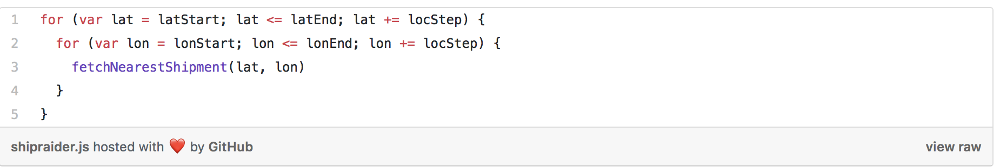 1 for (var lat = latStart; lat <= latEnd; lat += locStep) {
2 for (var lon = lonStart; lon <= lonEnd; lon += locStep) {
3 fetchNearestShipment(lat, lon)
4 }
5 }
shipraider.js hosted with ❤ by GitHub view raw